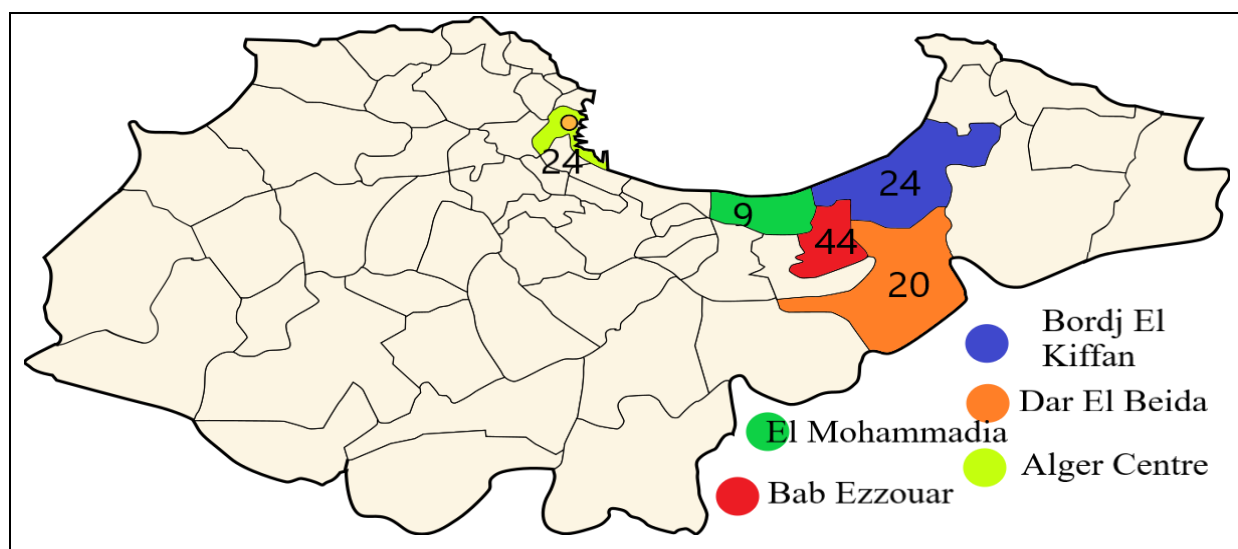 24
24
9
44
20
Bordj El
Kiffan
Dar El Beida
El Mohammadia
Alger Centre
Bab Ezzouar